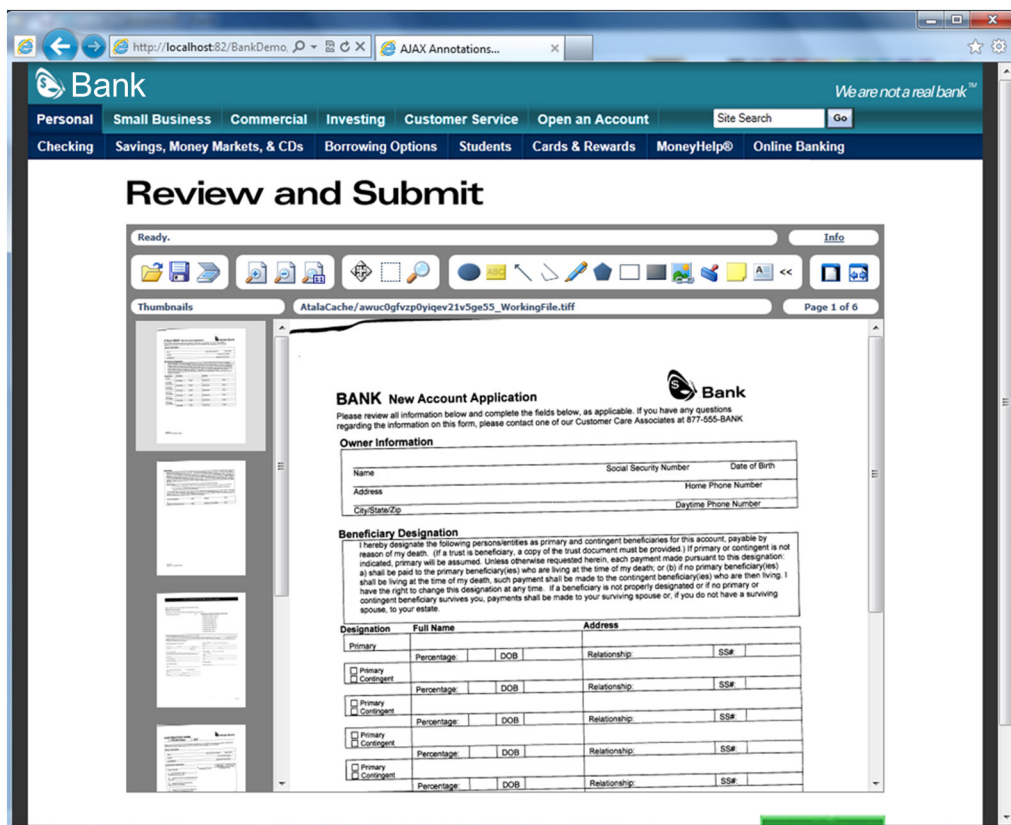 http://localhost:82/BankDemo
AJAX Annotations...
S Bank
We are not a real bank™
Personal Small Business Commercial Investing Customer Service Open an Account Site Search Go
Checking Savings, Money Markets, & CDs Borrowing Options Students Cards & Rewards MoneyHelp® Online Banking
Review and Submit
Ready. Info
1:1
ABC A <<
Thumbnails AtalaCache/awuc0gfvzp0yiqev21v5ge55_WorkingFile.tiff Page 1 of 6
S Bank
BANK New Account Application
Please review all information below and complete the fields below, as applicable. If you have any questions
regarding the information on this form, please contact one of our Customer Care Associates at 877-555-BANK
Owner Information
Name Social Security Number Date of Birth
Address Home Phone Number
City/State/Zip Daytime Phone Number
Beneficiary Designation
I hereby designate the following persons/entities as primary and contingent beneficiaries for this account, payable by
reason of my death. (If a trust is beneficiary, a copy of the trust document must be provided.) If primary or contingent is not
indicated, primary will be assumed. Unless otherwise requested herein, each payment made pursuant to this designation:
a) shall be paid to the primary beneficiary(ies) who are living at the time of my death; or (b) if no primary beneficiary(ies)
shall be living at the time of my death, such payment shall be made to the contingent beneficiary(ies) who are then living. I
have the right to change this designation at any time. If a beneficiary is not properly designated or if no primary or
contingent beneficiary survives you, payments shall be made to your surviving spouse or, if you do not have a surviving
spouse, to your estate.
Designation Full Name Address
Primary
Percentage: DOB Relationship: SS#:
Primary
Contingent
Percentage: DOB Relationship: SS#:
Primary
Contingent
Percentage: DOB Relationship: SS#:
Primary
Contingent
Percentage: DOB Relationship: SS#:
Primary
Contingent
Percentage: DOB Relationship: SS#: